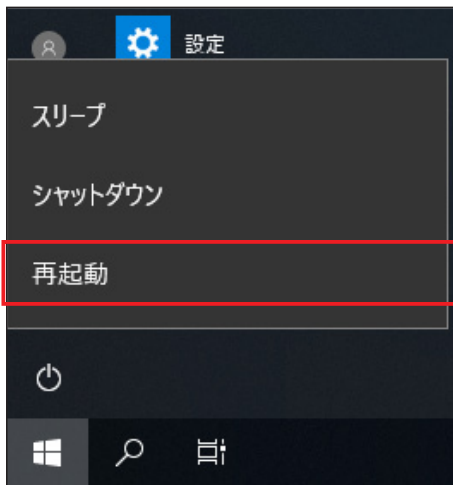 設定
スリープ
シャットダウン
再起動